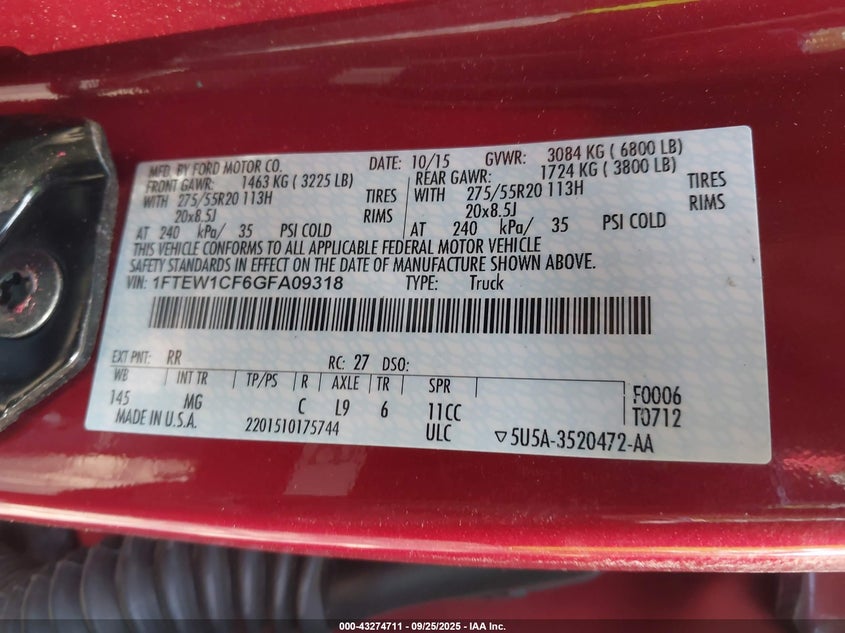 MFD. BY FORD MOTOR CO. DATE: 10/15 GVWR: 3084 KG ( 6800 LB)
FRONT GAWR: 1463 KG ( 3225 LB) REAR GAWR: 1724 KG ( 3800 LB)
WITH 275/55R20 113H TIRES WITH 275/55R20 113H TIRES
20x8.5J RIMS 20x8.5J RIMS
AT 240 kPa/ 35 PSI COLD AT 240 kPa/ 35 PSI COLD
THIS VEHICLE CONFORMS TO ALL APPLICABLE FEDERAL MOTOR VEHICLE
SAFETY STANDARDS IN EFFECT ON THE DATE OF MANUFACTURE SHOWN ABOVE.
VIN: 1FTEW1CF6GFA09318 TYPE: Truck
EXT PNT: RR RC: 27 DSO:
WB INT TR TP/PS R AXLE TR SPR
145 MG C L9 6 11CC F0006
ULC T0712
MADE IN U.S.A. 2201510175744 ▽5U5A-3520472-AA
000-43274711 - 09/25/2025 - IAA Inc.